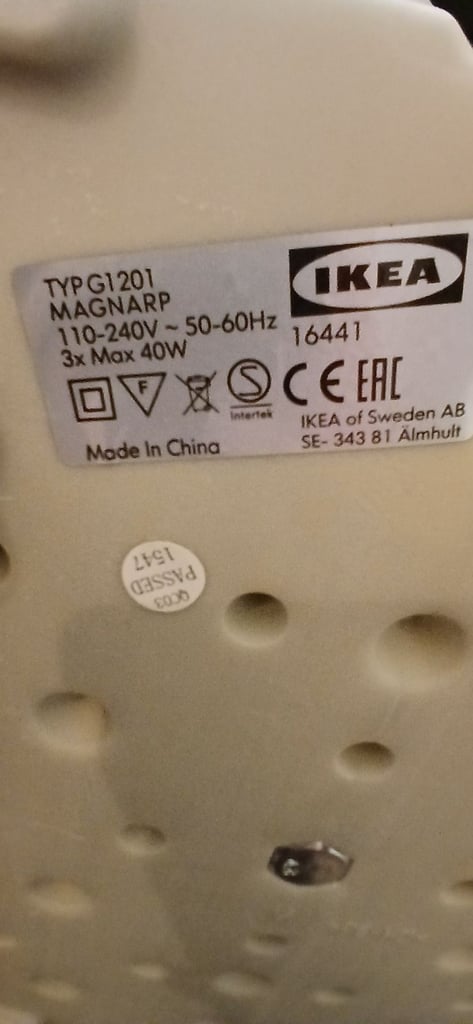 TYP G1201
MAGNARP
110-240V ~ 50-60Hz
3x Max 40W
IKEA
16441
F
S
Intertek
CE EAC
IKEA of Sweden AB
SE- 343 81 Älmhult
Made In China
QC03
PASSED
1547